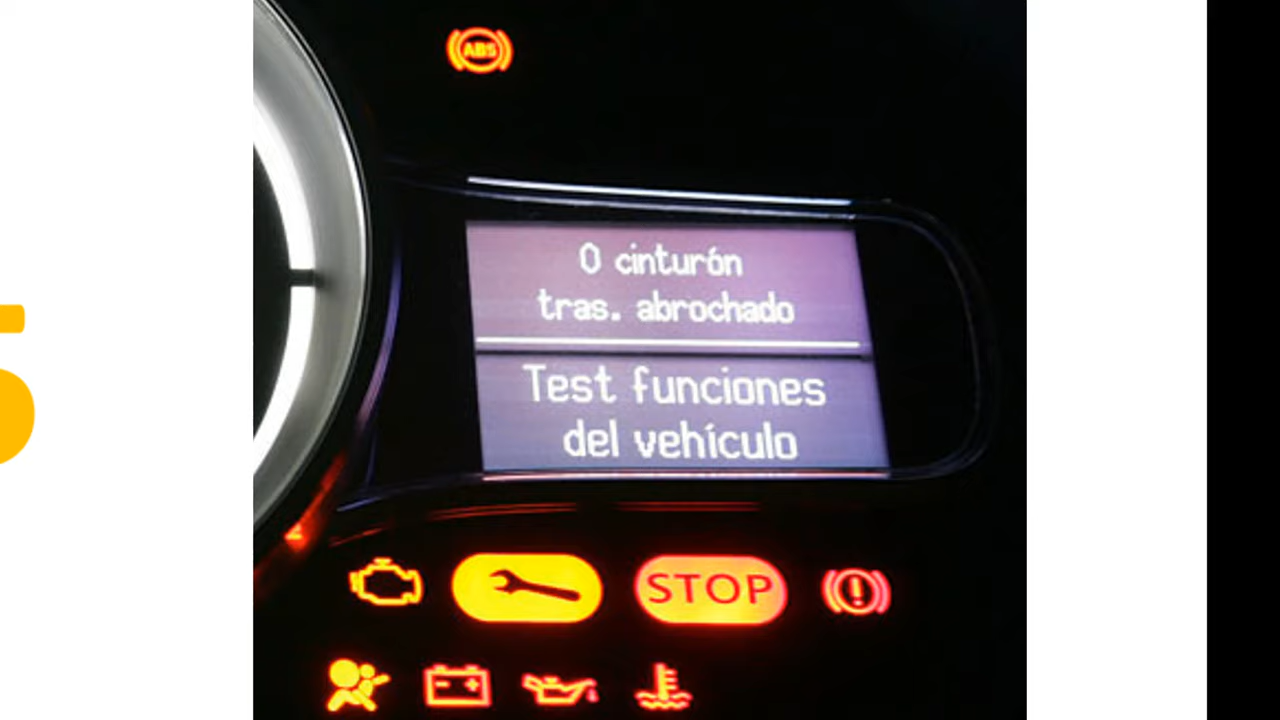 ABS
0 cinturón
tras. abrochado
Test funciones
del vehículo
STOP